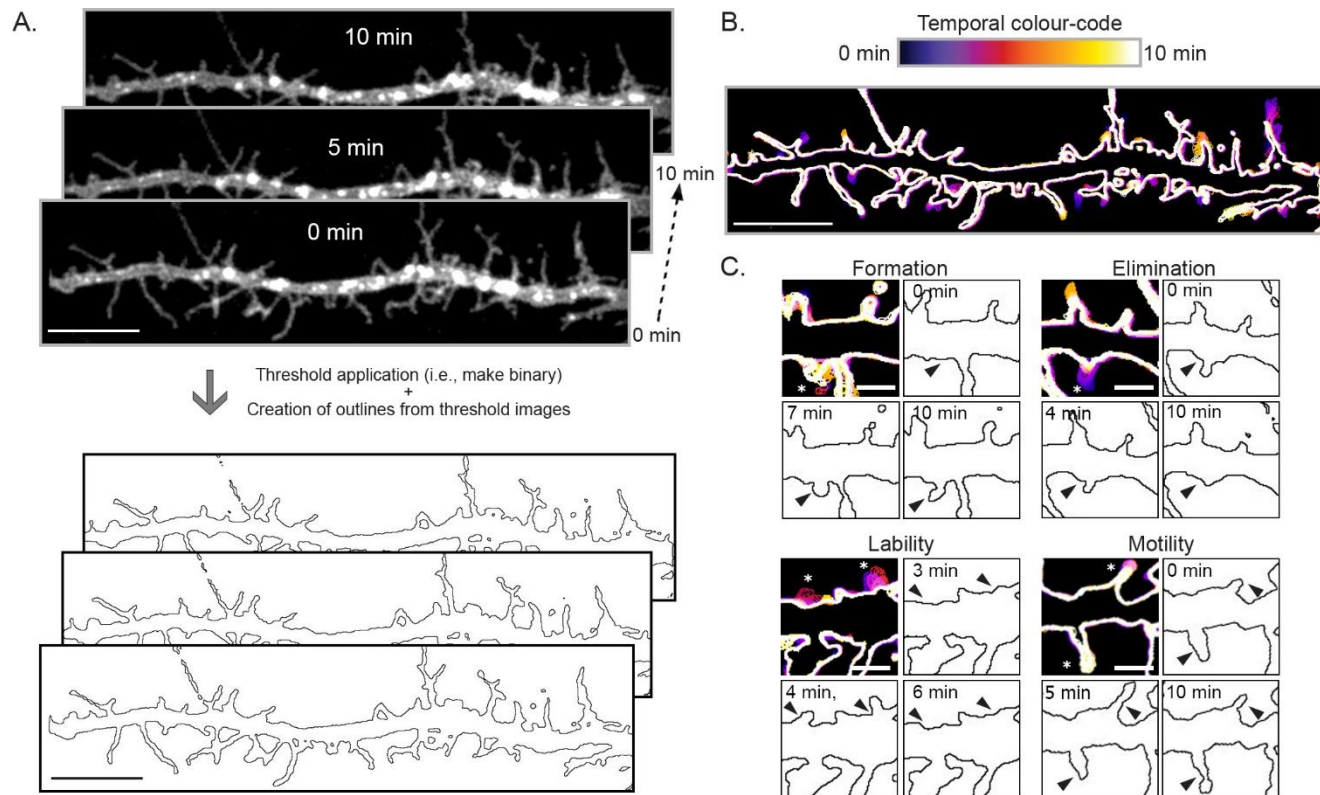 A.
10 min
5 min
0 min
10 min
0 min
Threshold application (i.e., make binary)
+
Creation of outlines from threshold images
B.
Temporal colour-code
0 min
10 min
C.
Formation
0 min
*
7 min
10 min
Elimination
0 min
*
4 min
10 min
Lability
* *
3 min
4 min,
6 min
Motility
*
0 min
*
5 min
10 min